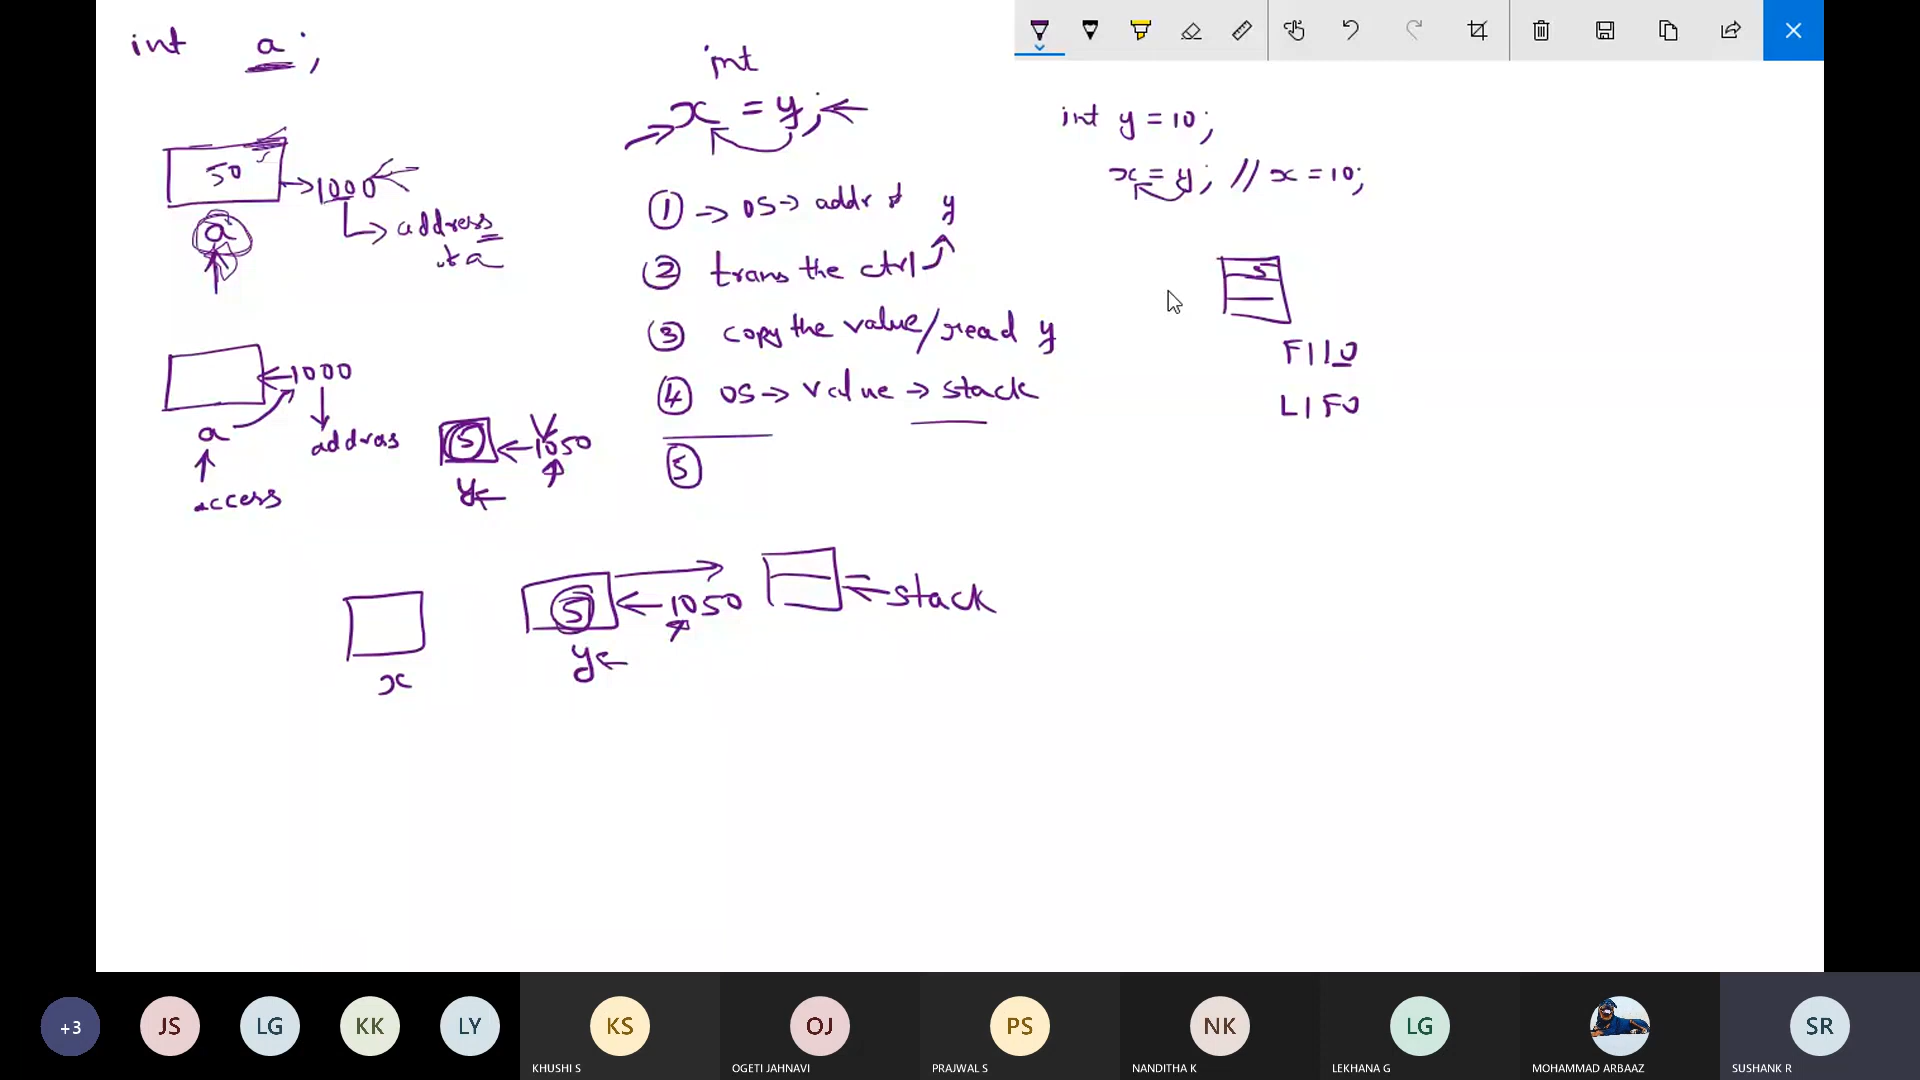 int a ;
50
1000
address
of a
a
1000
a
address
access
5
1050
y
int
x = y;
① → OS → addr of y
② trans the ctrl
③ copy the value/read y
④ OS → value → stack
⑤
int y = 10;
x = y; // x = 10;
5
FILO
LIFO
x
5
1050
y
stack
+3
JS
LG
KK
LY
KS
KHUSHI S
OJ
OGETI JAHNAVI
PS
PRAJWAL S
NK
NANDITHA K
LG
LEKHANA G
MOHAMMAD ARBAAZ
SR
SUSHANK R